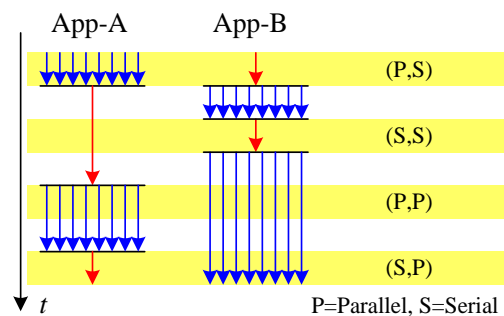 App-A App-B
(P,S)
(S,S)
(P,P)
(S,P)
t P=Parallel, S=Serial